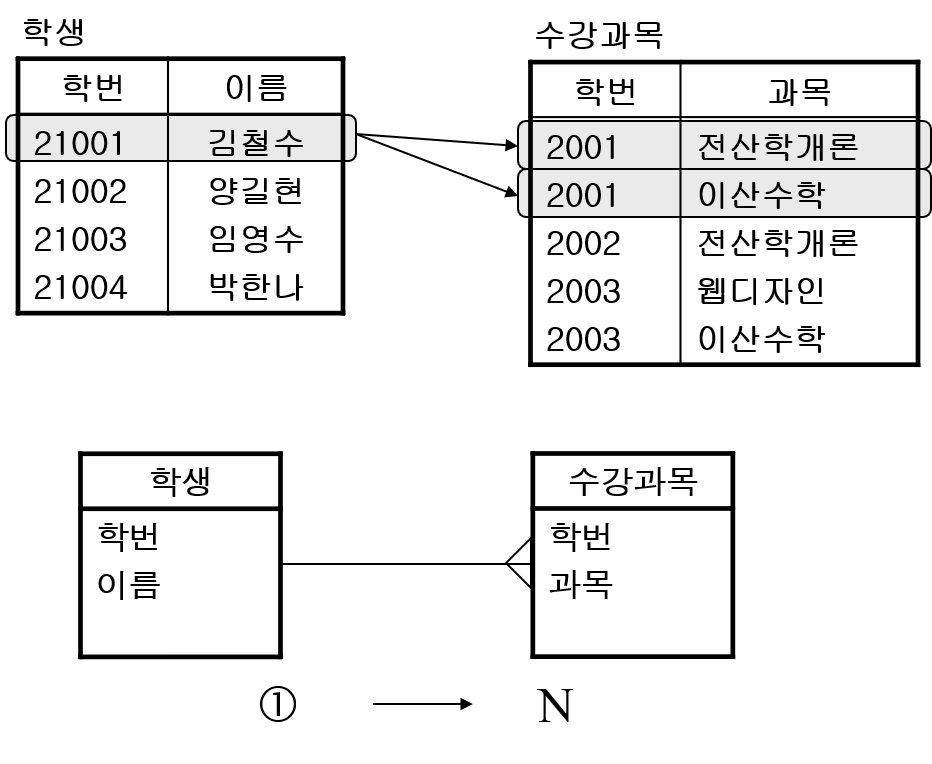 학생
학번 이름
21001 김철수
21002 양길현
21003 임영수
21004 박한나
수강과목
학번 과목
2001 전산학개론
2001 이산수학
2002 전산학개론
2003 웹디자인
2003 이산수학
학생
학번
이름
수강과목
학번
과목
① N